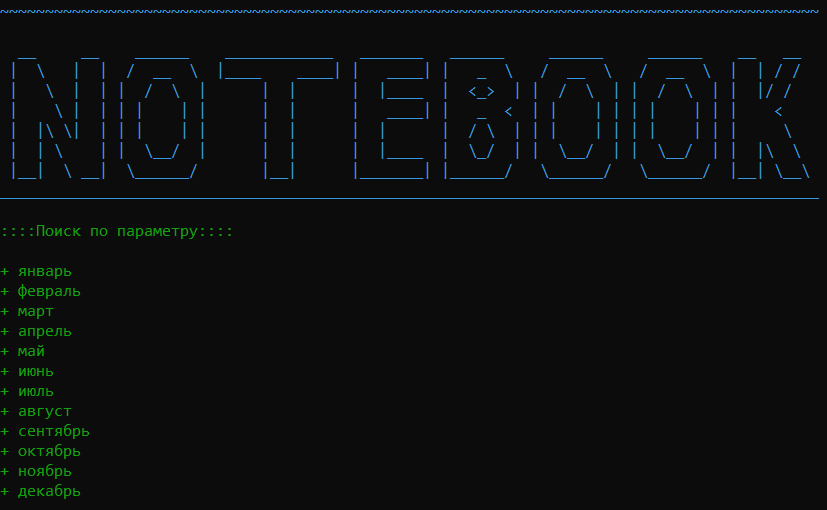 NOTEBOOK
::::Поиск по параметру::::
+ январь
+ февраль
+ март
+ апрель
+ май
+ июнь
+ июль
+ август
+ сентябрь
+ октябрь
+ ноябрь
+ декабрь